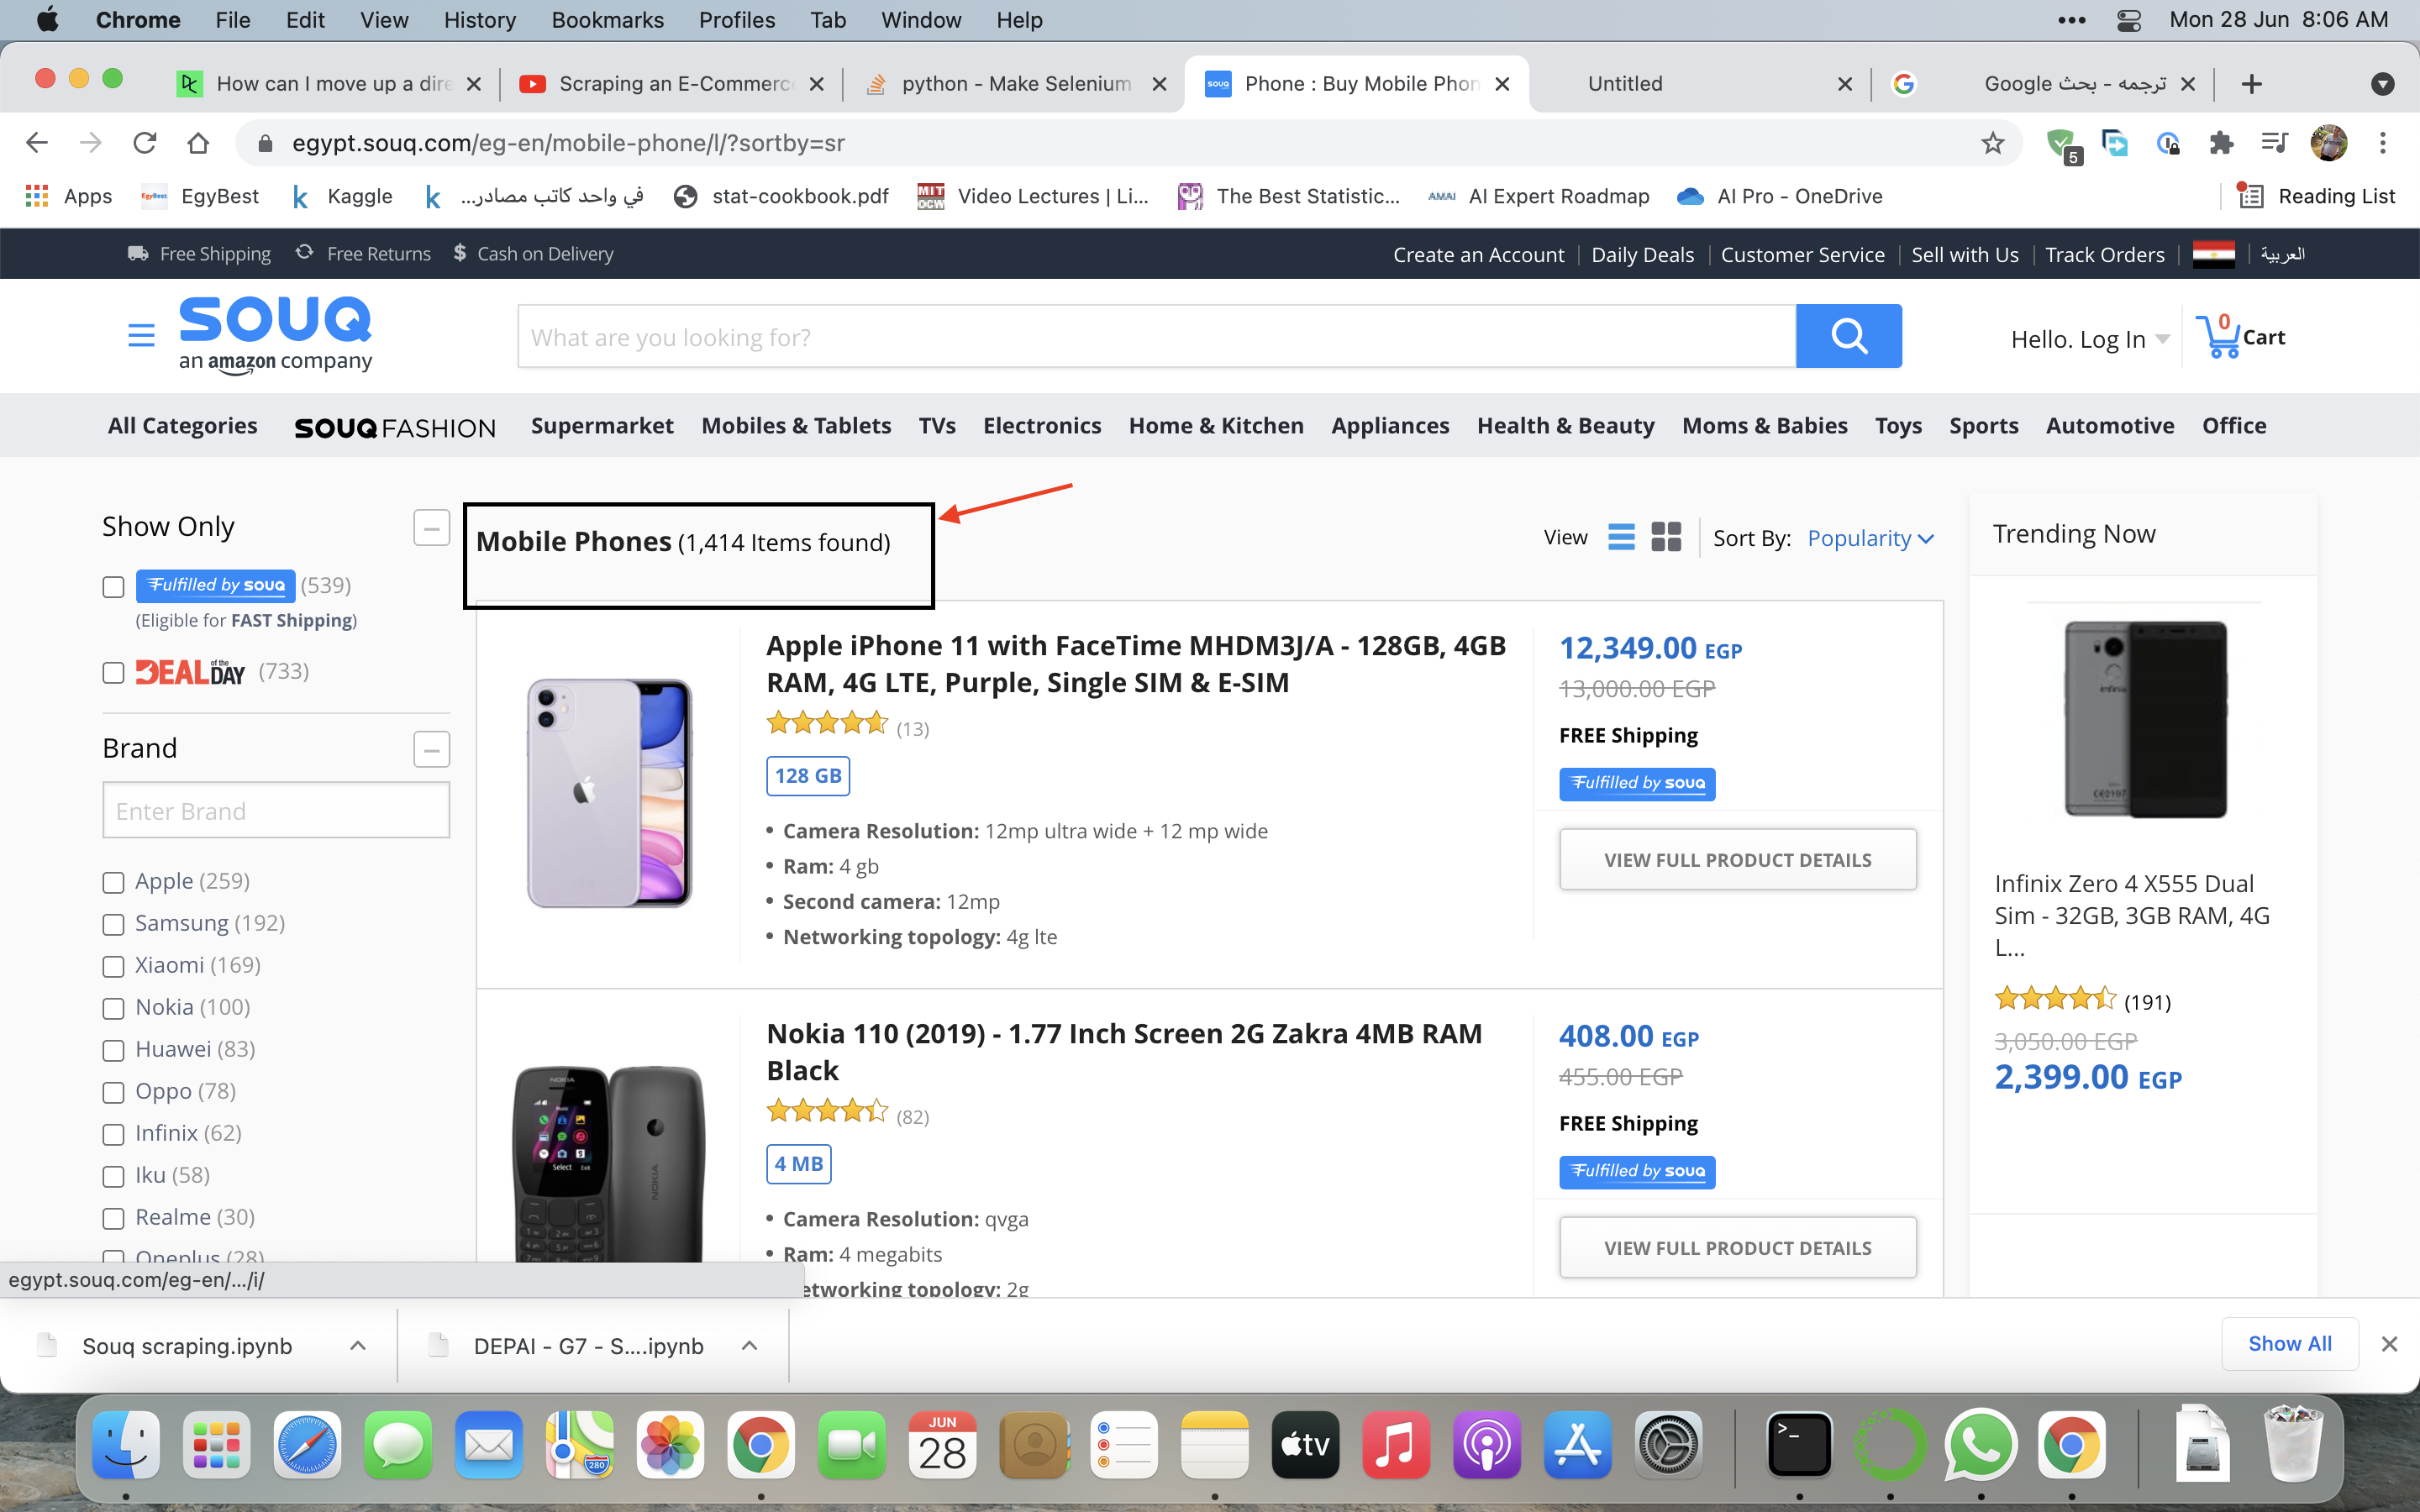 Chrome File Edit View History Bookmarks Profiles Tab Window Help ••• Mon 28 Jun 8:06 AM
How can I move up a dire Scraping an E-Commerce python - Make Selenium souq Phone : Buy Mobile Phon Untitled ترجمه - بحث Google
egypt.souq.com/eg-en/mobile-phone/l/?sortby=sr 5
Apps EgyBest EgyBest k Kaggle k في واحد كاتب مصادر... stat-cookbook.pdf MIT OCW Video Lectures | Li... The Best Statistic... AMAI AI Expert Roadmap AI Pro - OneDrive Reading List
Free Shipping Free Returns $ Cash on Delivery Create an Account Daily Deals Customer Service Sell with Us Track Orders العربية
souq
an amazon company
What are you looking for?
Hello. Log In 0 Cart
All Categories SOUQ FASHION Supermarket Mobiles & Tablets TVs Electronics Home & Kitchen Appliances Health & Beauty Moms & Babies Toys Sports Automotive Office
Show Only
Fulfilled by souq (539)
(Eligible for FAST Shipping)
DEAL of the DAY (733)
Brand
Enter Brand
Apple (259)
Samsung (192)
Xiaomi (169)
Nokia (100)
Huawei (83)
Oppo (78)
Infinix (62)
Iku (58)
Realme (30)
Oneplus (28)
egypt.souq.com/eg-en/.../i/
Mobile Phones (1,414 Items found)
View Sort By: Popularity
Apple iPhone 11 with FaceTime MHDM3J/A - 128GB, 4GB
RAM, 4G LTE, Purple, Single SIM & E-SIM
(13)
128 GB
• Camera Resolution: 12mp ultra wide + 12 mp wide
• Ram: 4 gb
• Second camera: 12mp
• Networking topology: 4g lte
12,349.00 EGP
13,000.00 EGP
FREE Shipping
Fulfilled by souq
VIEW FULL PRODUCT DETAILS
NOKIA
Select
NOKIA
Nokia 110 (2019) - 1.77 Inch Screen 2G Zakra 4MB RAM
Black
(82)
4 MB
• Camera Resolution: qvga
• Ram: 4 megabits
etworking topology: 2g
408.00 EGP
455.00 EGP
FREE Shipping
Fulfilled by souq
VIEW FULL PRODUCT DETAILS
Trending Now
Infinix
Infinix Zero 4 X555 Dual
Sim - 32GB, 3GB RAM, 4G
L...
(191)
3,050.00 EGP
2,399.00 EGP
Souq scraping.ipynb DEPAI - G7 - S....ipynb Show All
280
JUN
28
tv
>_